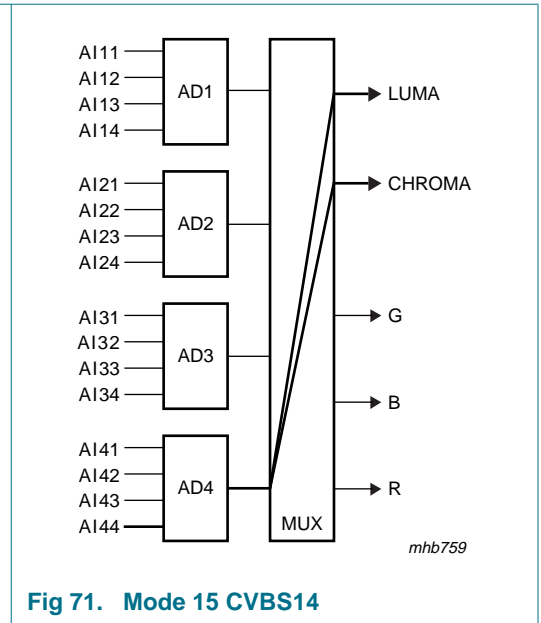 AI11
AI12
AI13
AI14
AD1
AI21
AI22
AI23
AI24
AD2
AI31
AI32
AI33
AI34
AD3
AI41
AI42
AI43
AI44
AD4
MUX
LUMA
CHROMA
G
B
R
mhb759
Fig 71. Mode 15 CVBS14